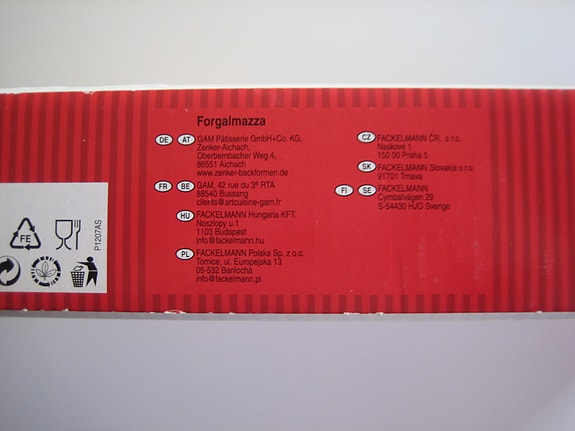 Forgalmazza
DE AT GAM Pâtisserie GmbH+Co. KG,
Zenker-Aichach,
Oberbernbacher Weg 4,
86551 Aichach
www.zenker-backformen.de
FR BE GAM, 42 rue du 3ª RTA
88540 Bussang
clients@artcuisine-gam.fr
HU FACKELMANN Hungaria KFT.
Noszlopy u.1
1103 Budapest
info@fackelmann.hu
PL FACKELMANN Polska Sp. z o.o.
Tomice, ul. Europejska 13
05-532 Baniocha
info@fackelmann.pl
CZ FACKELMANN ČR, s r.o.
Naskové 1
150 00 Praha 5
SK FACKELMANN Slovakia s.r.o.
91701 Trnava
FI SE FACKELMANN
Cymbalvägen 29
S-54430 HJO Sverige
FE
P1207AS